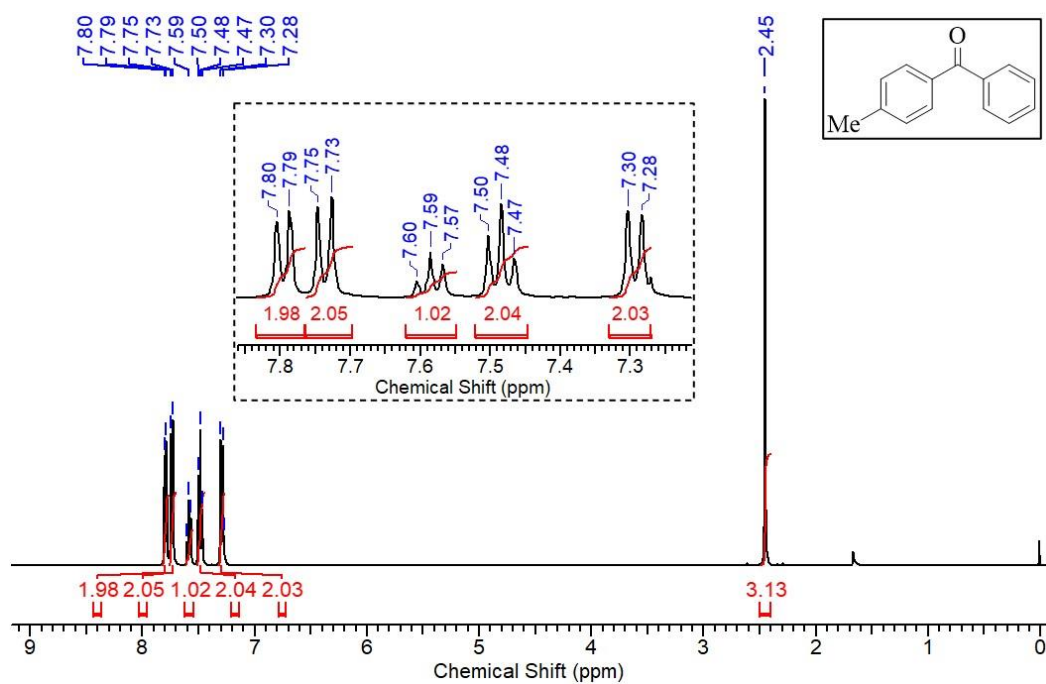 7.80 7.79 7.75 7.73 7.59 7.50 7.48 7.47 7.30 7.28
2.45
O
Me
7.80 7.79 7.75 7.73 7.60 7.59 7.57 7.50 7.48 7.47 7.30 7.28
1.98 2.05 1.02 2.04 2.03
7.8 7.7 7.6 7.5 7.4 7.3
Chemical Shift (ppm)
1.98 2.05 1.02 2.04 2.03 3.13
9 8 7 6 5 4 3 2 1 0
Chemical Shift (ppm)